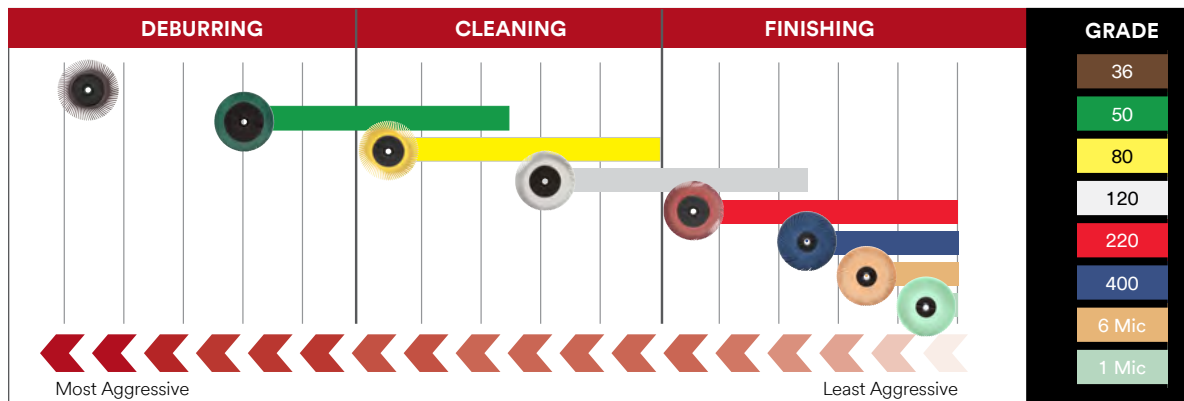 DEBURRING CLEANING FINISHING
GRADE
36
50
80
120
220
400
6 Mic
1 Mic
Most Aggressive Least Aggressive